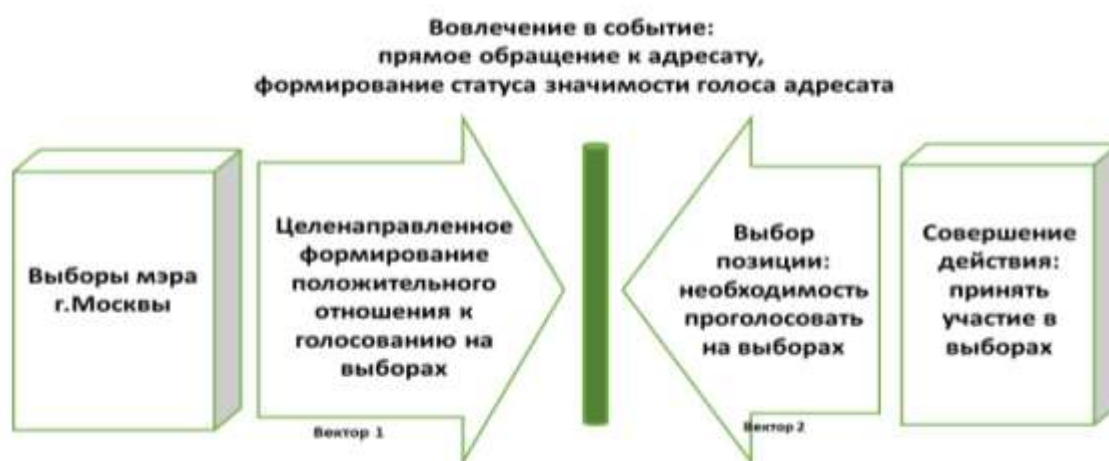 Вовлечение в событие:
прямое обращение к адресату,
формирование статуса значимости голоса адресата
Выборы мэра
г.Москвы
Целенаправленное
формирование
положительного
отношения к
голосованию на
выборах
Вектор 1
Выбор
позиции:
необходимость
проголосовать
на выборах
Вектор 2
Совершение
действия:
принять
участие в
выборах